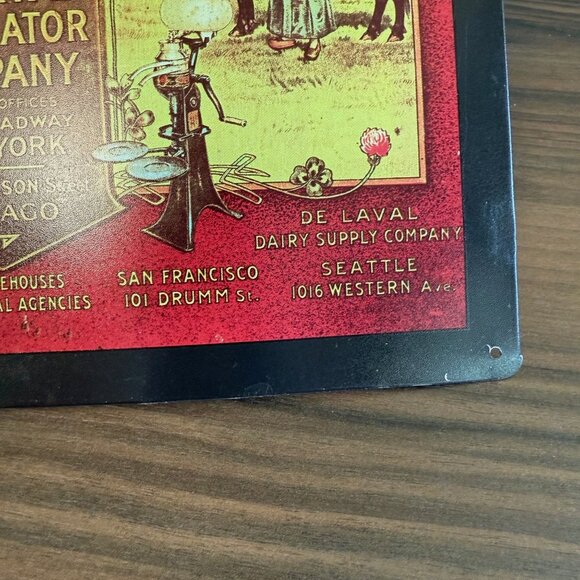 ATOR
PANY
OFFICES
ADWAY
YORK
SON St.
AGO
EHOUSES
AL AGENCIES
SAN FRANCISCO
101 DRUMM St.
DE LAVAL
DAIRY SUPPLY COMPANY
SEATTLE
1016 WESTERN Ave.